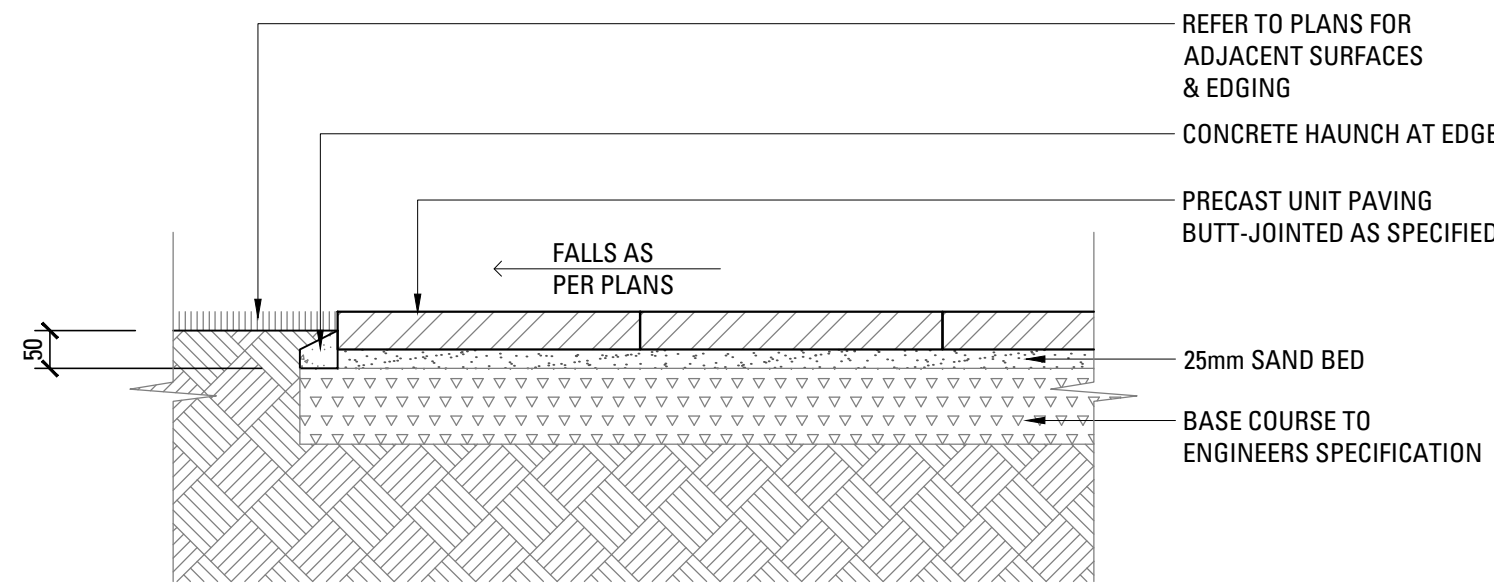 REFER TO PLANS FOR
ADJACENT SURFACES
& EDGING
CONCRETE HAUNCH AT EDGE
PRECAST UNIT PAVING
BUTT-JOINTED AS SPECIFIED
FALLS AS
PER PLANS
50
25mm SAND BED
BASE COURSE TO
ENGINEERS SPECIFICATION